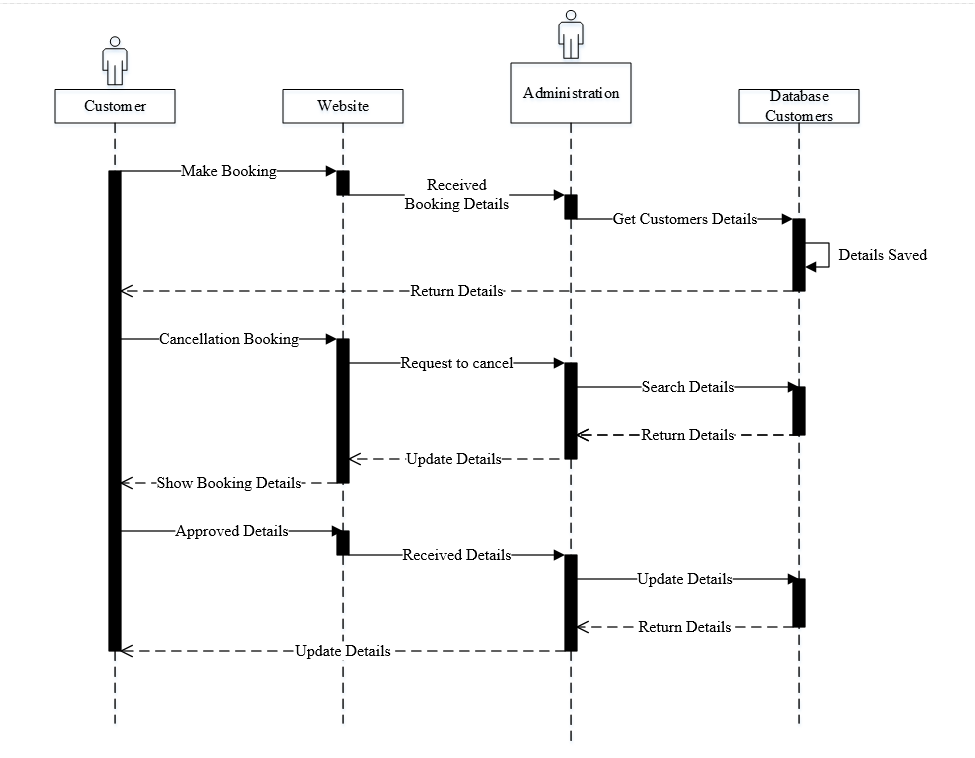 Customer
Website
Administration
Database
Customers
Make Booking
Received
Booking Details
Get Customers Details
Details Saved
Return Details
Cancellation Booking
Request to cancel
Search Details
Return Details
Update Details
Show Booking Details
Approved Details
Received Details
Update Details
Return Details
Update Details